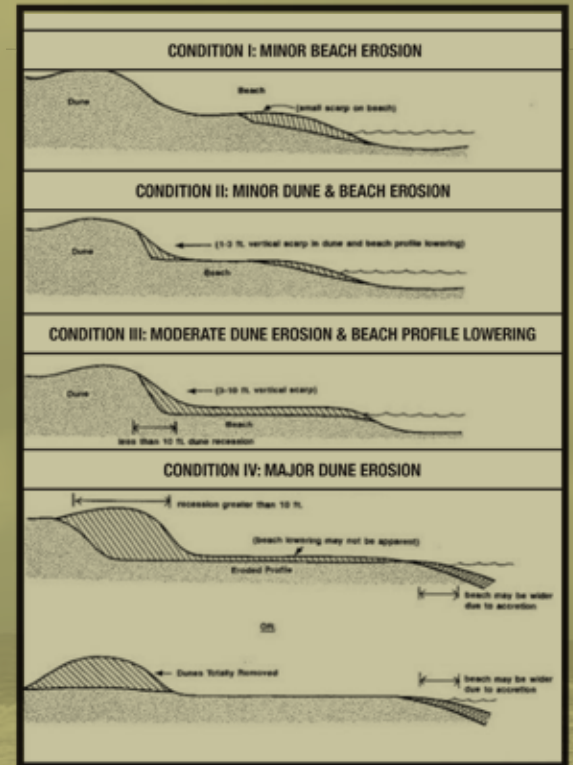 CONDITION I: MINOR BEACH EROSION
Beach
(small scarp on beach)
Dune
CONDITION II: MINOR DUNE & BEACH EROSION
(1-3 ft. vertical scarp in dune and beach profile lowering)
Dune
Beach
CONDITION III: MODERATE DUNE EROSION & BEACH PROFILE LOWERING
(3-10 ft. vertical scarp)
Dune
Beach
less than 10 ft. dune recession
CONDITION IV: MAJOR DUNE EROSION
recession greater than 10 ft.
(beach lowering may not be apparent)
Eroded Profile
beach may be wider
due to accretion
OR
Dunes Totally Removed
beach may be wider
due to accretion